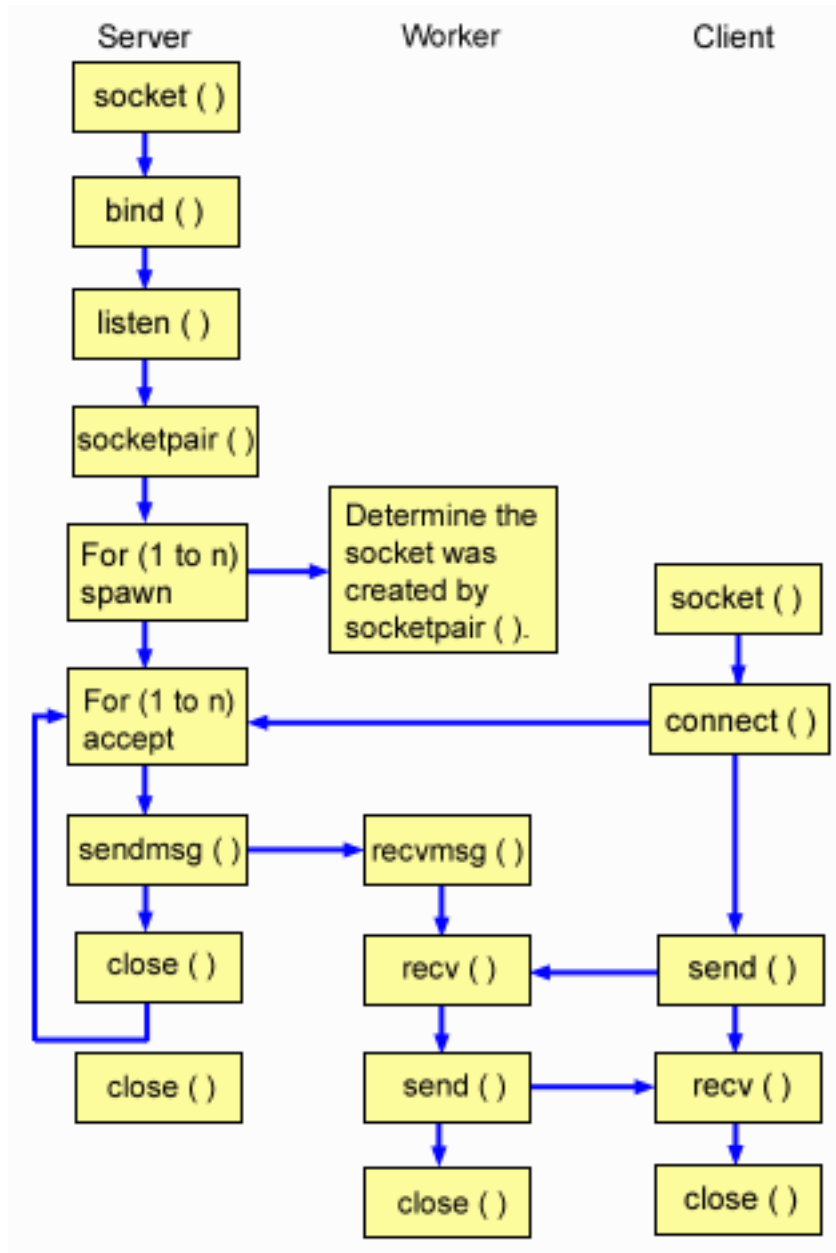 Server
Worker
Client
socket ( )
bind ( )
listen ( )
socketpair ( )
For (1 to n)
spawn
Determine the
socket was
created by
socketpair ( ).
socket ( )
For (1 to n)
accept
connect ( )
sendmsg ( )
recvmsg ( )
close ( )
recv ( )
send ( )
close ( )
send ( )
recv ( )
close ( )
close ( )